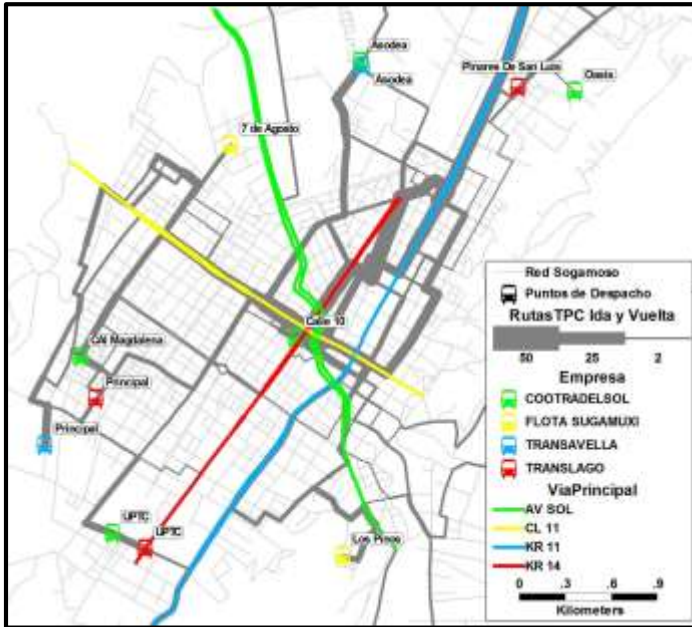 Asodea
Asodea
Pinares De San Luis
Oasis
7 de Agosto
Calle 10
CAI Magdalena
Principal
Principal
UPTC
UPTC
Los Pinos
Red Sogamoso
Puntos de Despacho
RutasTPC Ida y Vuelta
50 25 2
Empresa
COOTRADELSOL
FLOTA SUGAMUXI
TRANSAVELLA
TRANSLAGO
ViaPrincipal
AV SOL
CL 11
KR 11
KR 14
0 .3 .6 .9
Kilometers